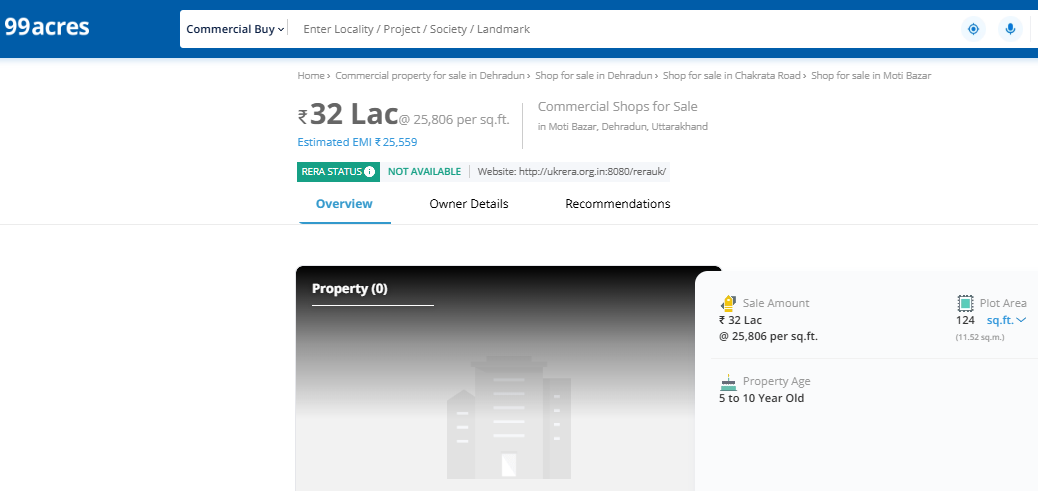 99acres
Commercial Buy
Enter Locality / Project / Society / Landmark
Home › Commercial property for sale in Dehradun › Shop for sale in Dehradun › Shop for sale in Chakrata Road › Shop for sale in Moti Bazar
₹ 32 Lac @ 25,806 per sq.ft.
Estimated EMI ₹ 25,559
Commercial Shops for Sale
in Moti Bazar, Dehradun, Uttarakhand
RERA STATUS i NOT AVAILABLE Website: http://ukrera.org.in:8080/rerauk/
Overview Owner Details Recommendations
Property (0)
Sale Amount
₹ 32 Lac
@ 25,806 per sq.ft.
Plot Area
124 sq.ft.
(11.52 sq.m.)
Property Age
5 to 10 Year Old